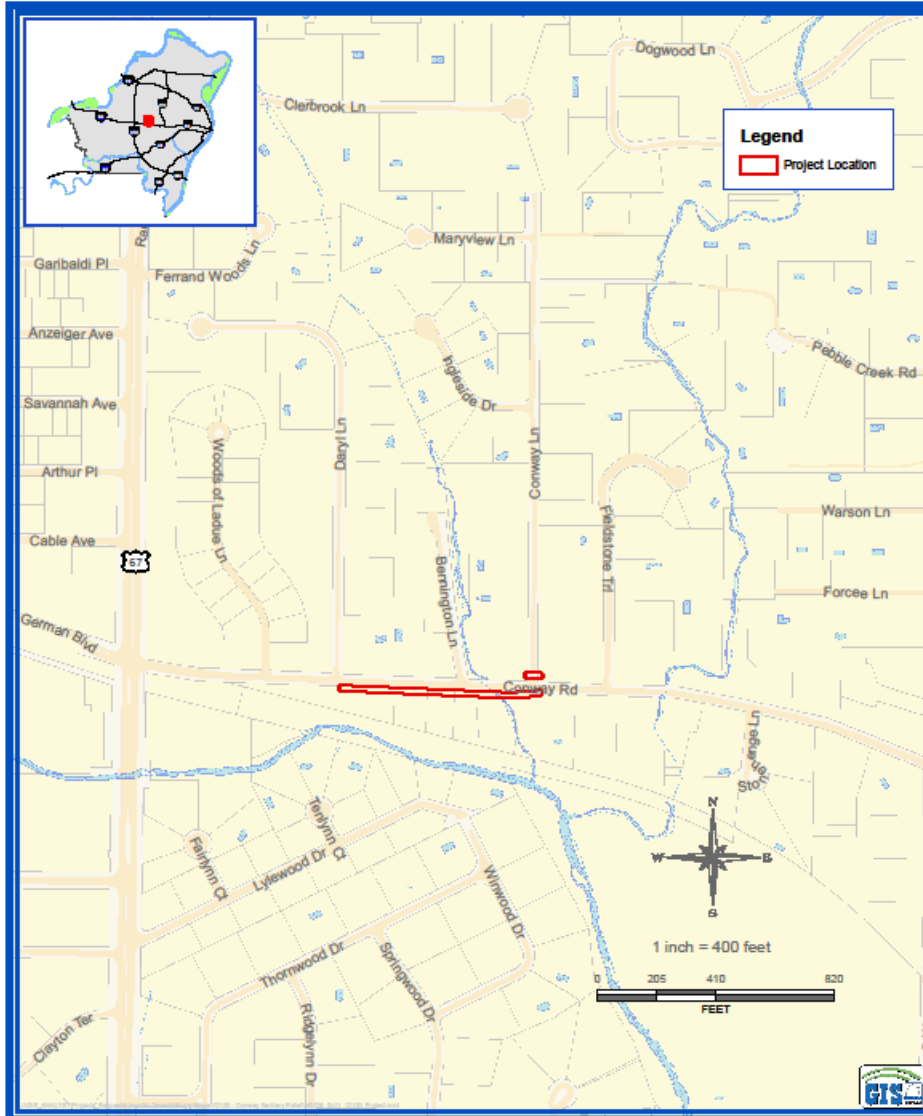 Dogwood Ln
Clerbrook Ln
Legend
Project Location
Maryview Ln
Garibaldi Pl
Ferrand Woods Ln
Anzeiger Ave
Ingleside Dr
Pebble Creek Rd
Savannah Ave
Daryl Ln
Conway Ln
Woods of Ladue Ln
Arthur Pl
Fieldstone Trl
Warson Ln
Cable Ave
67
Bennington Ln
Forcee Ln
German Blvd
Conway Rd
Tenlynn Ct
Fairlynn Ct
Lylewood Dr
Winwood Dr
N
W
E
S
Thornwood Dr
Springwood Dr
1 inch = 400 feet
0 205 410 820
FEET
Ridgelynn Dr
Clayton Ter
GIS